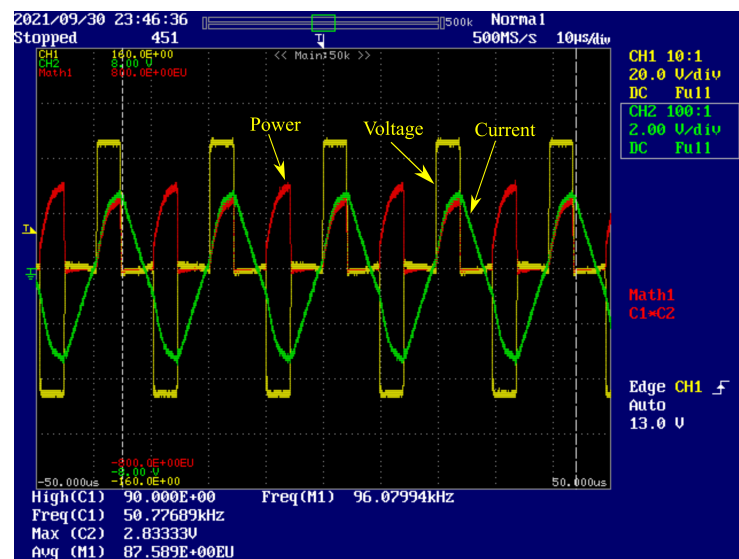 2021/09/30 23:46:36 500k Normal
Stopped 451 T 500MS/s 10µs/div
CH1 160.0E+00 << Main:50k >>
CH2 8.00 V
Math1 800.0E+00EU
CH1 10:1
20.0 V/div
DC Full
CH2 100:1
2.00 V/div
DC Full
Power Voltage Current
T
Math1
C1*C2
Edge CH1
Auto
13.0 V
-800.0E+00EU
-8.00 V
-50.000us -160.0E+00 50.000us
High(C1) 90.000E+00 Freq(M1) 96.07994kHz
Freq(C1) 50.77689kHz
Max (C2) 2.83333V
Avg (M1) 87.589E+00EU